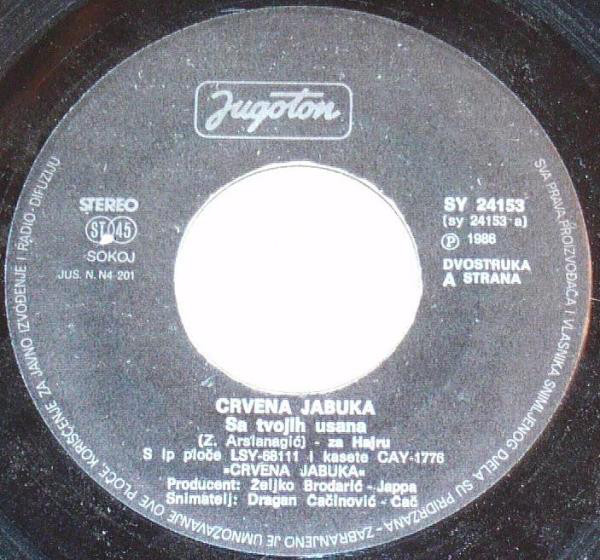 Jugoton
STEREO
ST 45
SOKOJ
JUS. N. N4 201
SY 24153
(sy 24153 a)
Ⓟ 1986
DVOSTRUKA
A STRANA
CRVENA JABUKA
Sa tvojih usana
(Z. Arslanagić) - za Hajru
S lp ploče LSY-68111 i kasete CAY-1776
»CRVENA JABUKA«
Producent: Željko Brodarić - Jappa
Snimatelj: Dragan Čačinović - Čač
SVA PRAVA PROIZVOĐAČA I VLASNIKA SNIMLJENOG DJELA SU PRIDRŽANA - ZABRANJENO JE UMNOŽAVANJE OVE PLOČE KORIŠĆENJE ZA JAVNO IZVOĐENJE I RADIO-DIFUZIJU